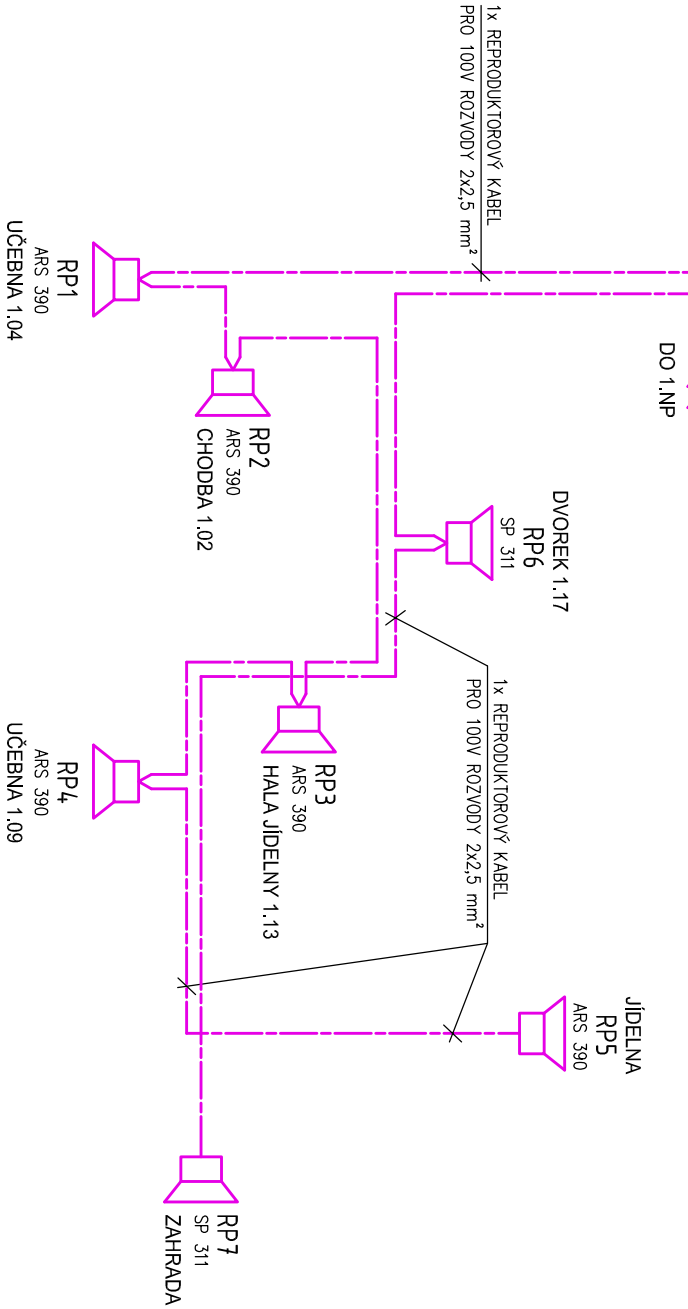 1x REPRODUKTOROVÝ KABEL
PRO 100V ROZVODY 2x2,5 mm²
DO 1.NP
RP1
ARS 390
UČEBNA 1.04
RP2
ARS 390
CHODBA 1.02
DVOREK 1.17
RP6
SP 311
1x REPRODUKTOROVÝ KABEL
PRO 100V ROZVODY 2x2,5 mm²
RP3
ARS 390
HALA JÍDELNY 1.13
RP4
ARS 390
UČEBNA 1.09
JÍDELNA
RP5
ARS 390
RP7
SP 311
ZAHRADA